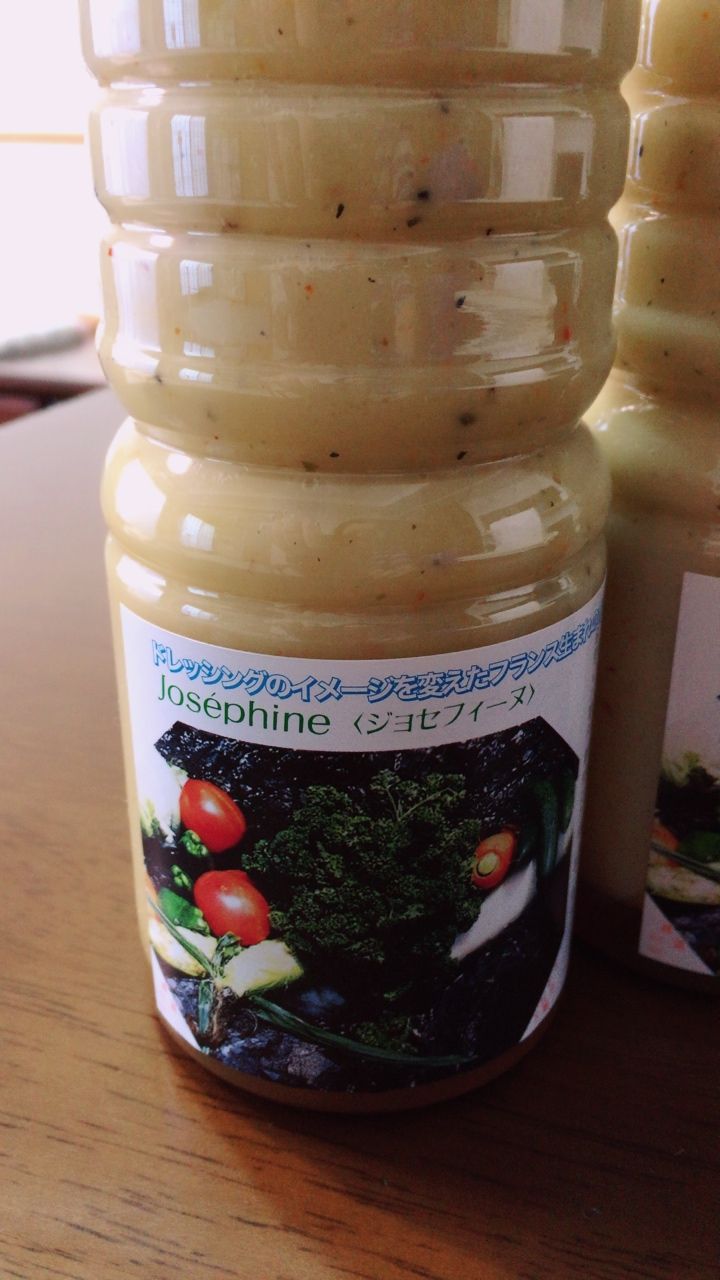 ドレッシングのイメージを変えたフランス生まれの
Joséphine 〈ジョセフィーヌ〉